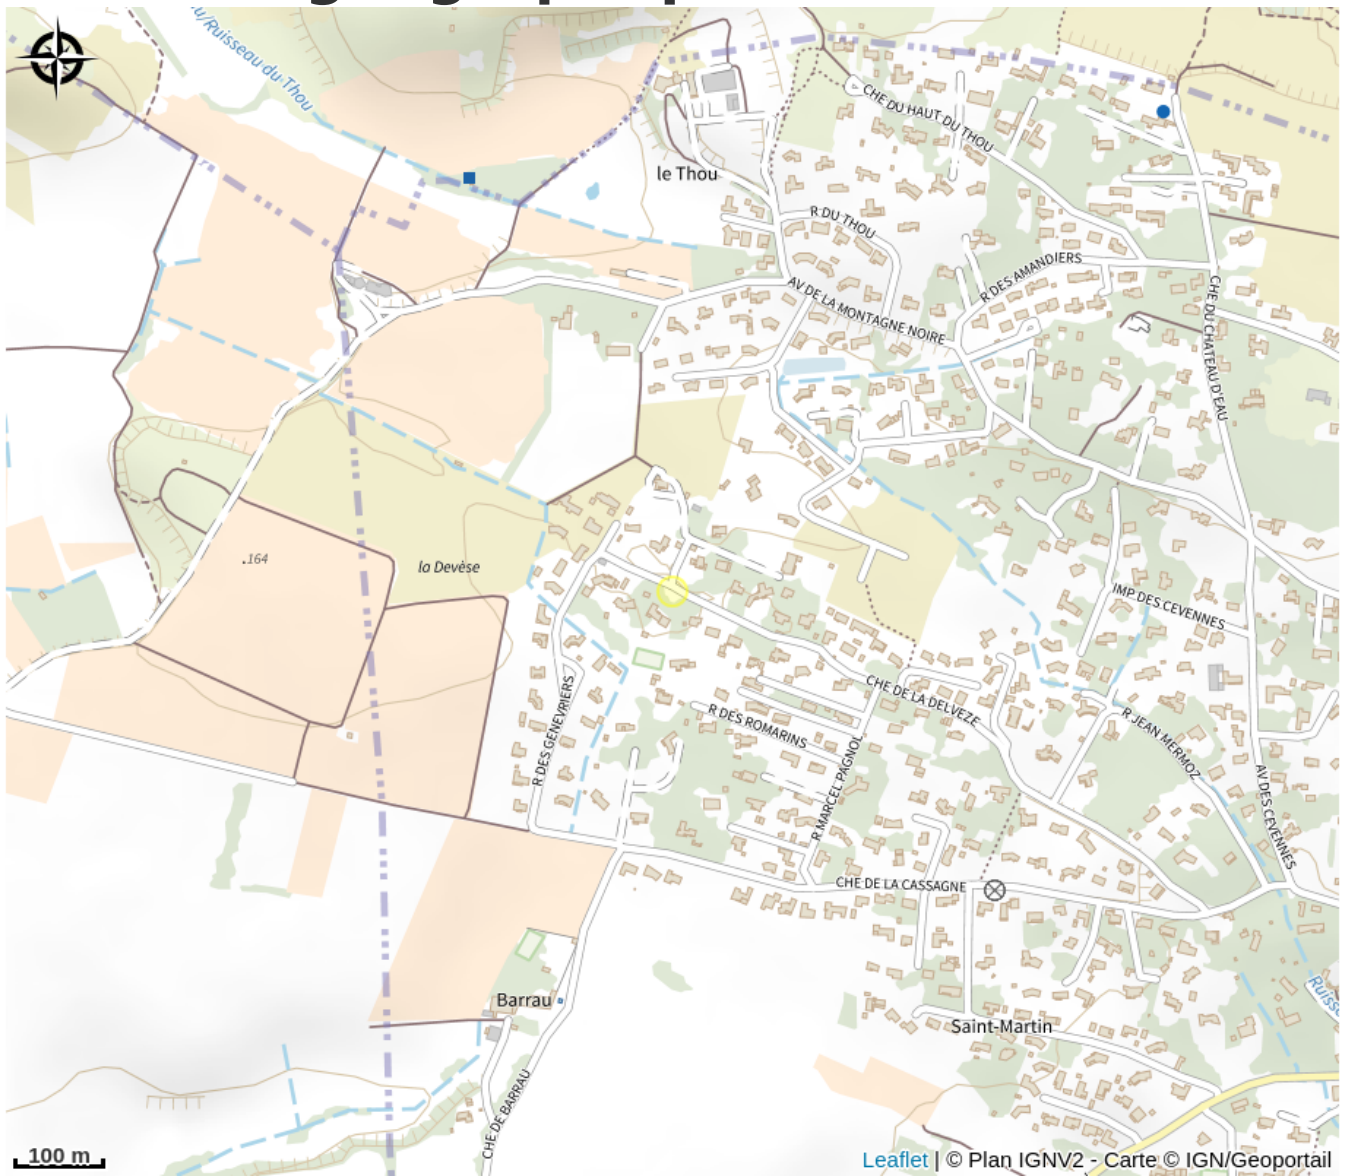 u/Ruisseau du Thou
CHE DU HAUT DU THOU
le Thou
R DU THOU
R DES AMANDIERS
AV DE LA MONTAGNE NOIRE
CHE DU CHATEAU D'EAU
.164
la Devèse
IMP DES CEVENNES
R DES GENEVRIERS
CHE DE LA DELVEZE
R DES ROMARINS
R JEAN MERMOZ
R MARCEL PAGNOL
AV DES CEVENNES
CHE DE LA CASSAGNE
Barrau
Ruisse
Saint-Martin
CHE DE BARRAU
100 m
Leaflet | © Plan IGNV2 - Carte © IGN/Geoportail